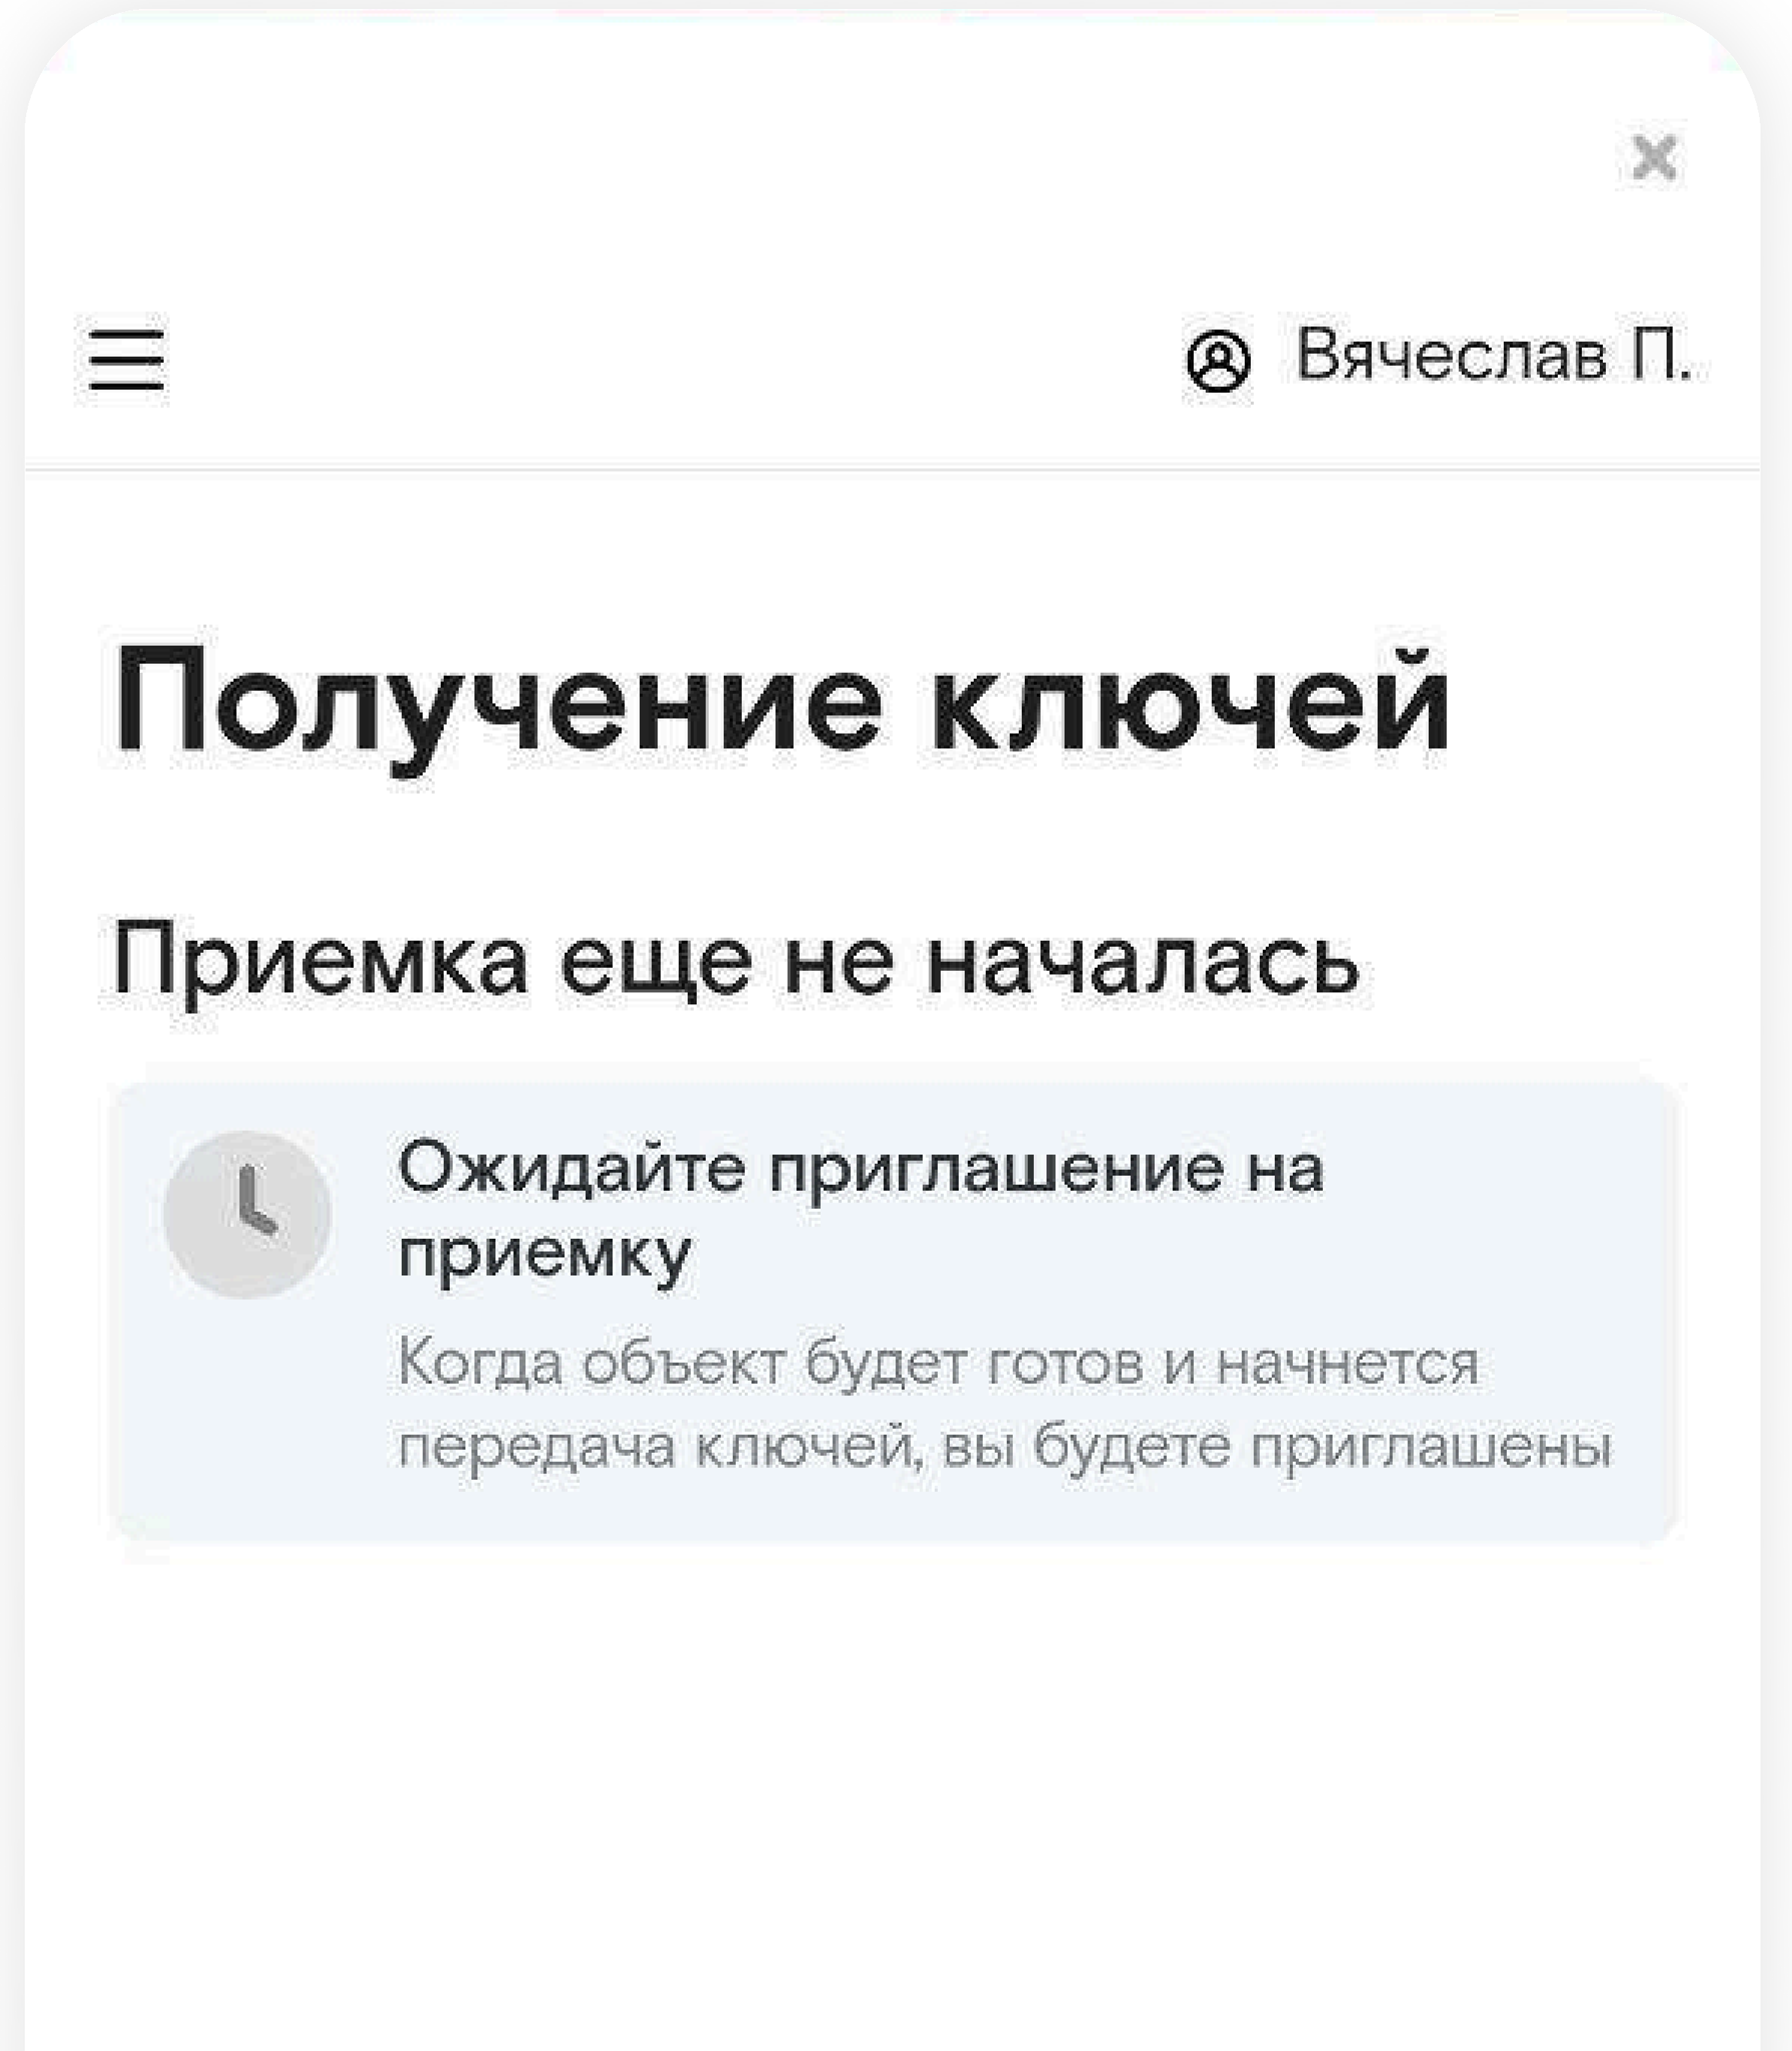 Вячеслав П.
Получение ключей
Приемка еще не началась
Ожидайте приглашение на
приемку
Когда объект будет готов и начнется
передача ключей, вы будете приглашены